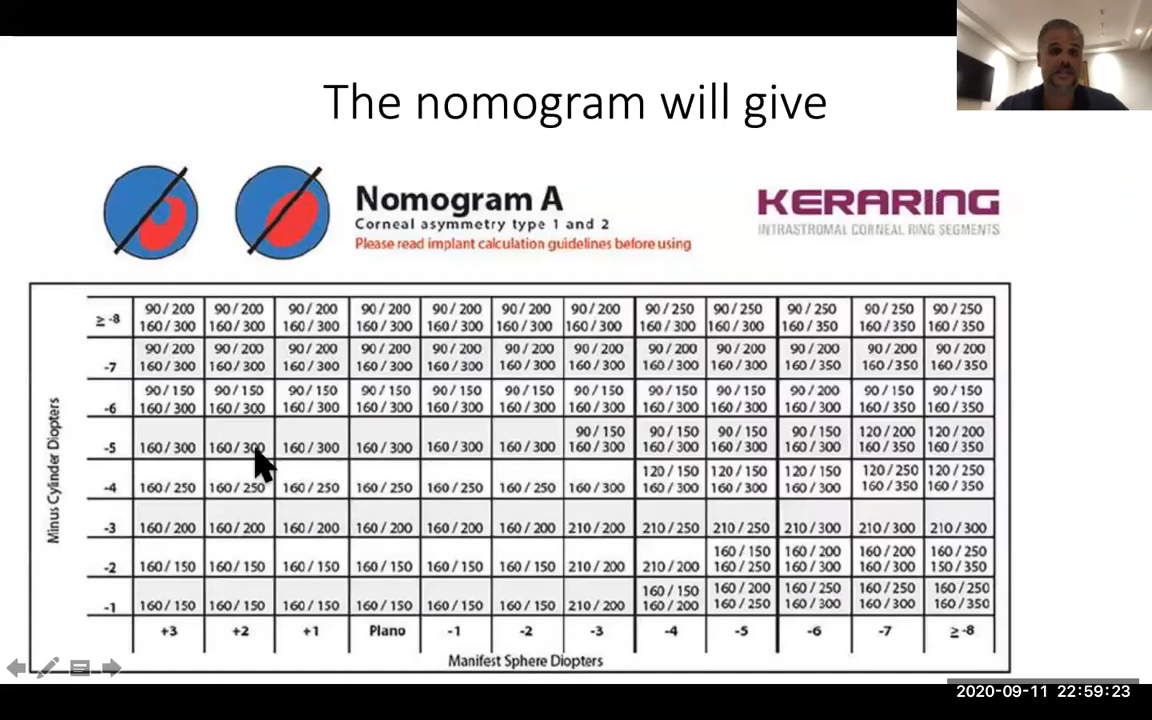 The nomogram will give
Nomogram A
Corneal asymmetry type 1 and 2
Please read implant calculation guidelines before using
KERARING
INTRASTROMAL CORNEAL RING SEGMENTS
Minus Cylinder Diopters
≥ -8 90/200 90/200 90/200 90/200 90/200 90/200 90/200 90/250 90/250 90/250 90/250 90/250
160/300 160/300 160/300 160/300 160/300 160/300 160/300 160/300 160/300 160/350 160/350 160/350
-7 90/200 90/200 90/200 90/200 90/200 90/200 90/200 90/200 90/200 90/200 90/200 90/200
160/300 160/300 160/300 160/300 160/300 160/300 160/300 160/300 160/300 160/350 160/350 160/350
-6 90/150 90/150 90/150 90/150 90/150 90/150 90/150 90/150 90/150 90/200 90/150 90/150
160/300 160/300 160/300 160/300 160/300 160/300 160/300 160/300 160/300 160/300 160/350 160/350
90/150 90/150 90/150 90/150 120/200 120/200
-5 160/300 160/300 160/300 160/300 160/300 160/300 160/300 160/300 160/300 160/300 160/350 160/350
120/150 120/150 120/150 120/250 120/250
-4 160/250 160/250 160/250 160/250 160/250 160/250 160/300 160/300 160/300 160/300 160/350 160/350
-3 160/200 160/200 160/200 160/200 160/200 160/200 210/200 210/250 210/250 210/300 210/300 210/300
160/150 160/200 160/200 160/250
-2 160/150 160/150 160/150 160/150 160/150 160/150 210/200 210/200 160/250 160/300 160/300 150/350
160/150 160/200 160/250 160/250 160/250
-1 160/150 160/150 160/150 160/150 160/150 160/150 210/200 160/200 160/250 160/300 160/300 160/350
+3 +2 +1 Plano -1 -2 -3 -4 -5 -6 -7 ≥ -8
Manifest Sphere Diopters
2020-09-11 22:59:23